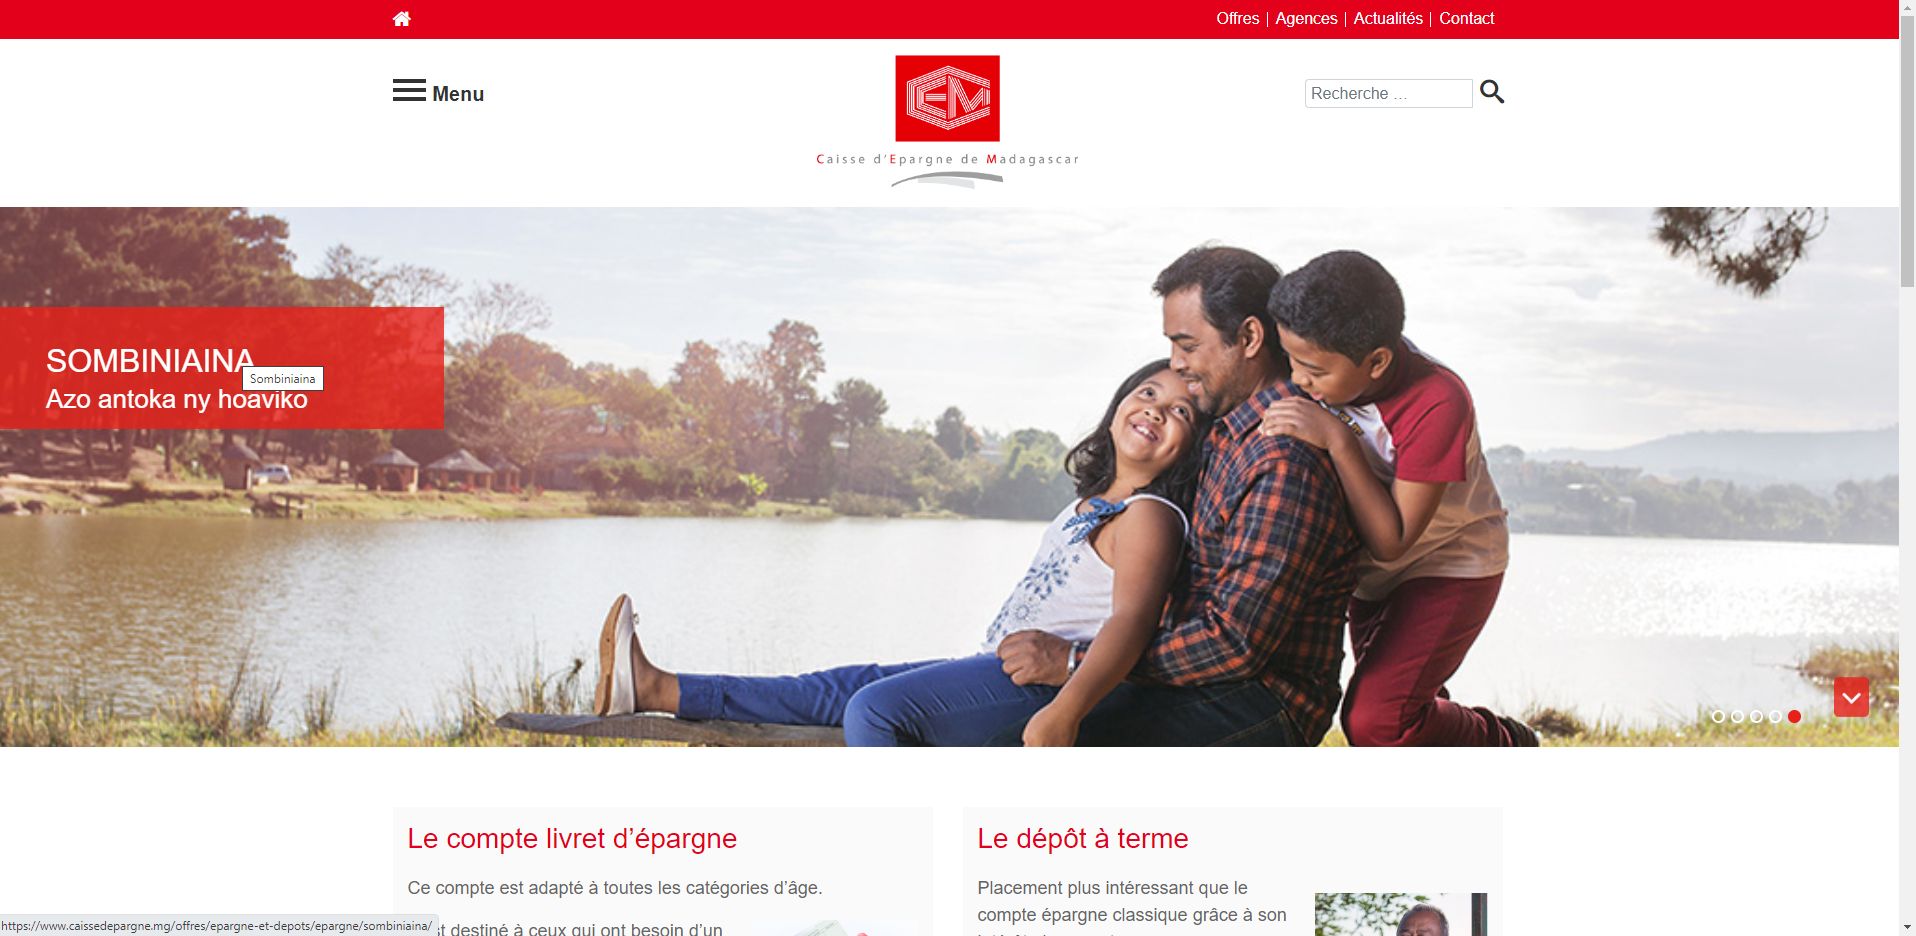 Offres | Agences | Actualités | Contact
Menu
CEM
Caisse d'Epargne de Madagascar
Recherche ...
SOMBINIAINA
Sombiniaina
Azo antoka ny hoaviko
Le compte livret d’épargne
Ce compte est adapté à toutes les catégories d’âge.
destiné à ceux qui ont besoin d’un
Le dépôt à terme
Placement plus intéressant que le
compte épargne classique grâce à son
https://www.caissedepargne.mg/offres/epargne-et-depots/epargne/sombiniaina/